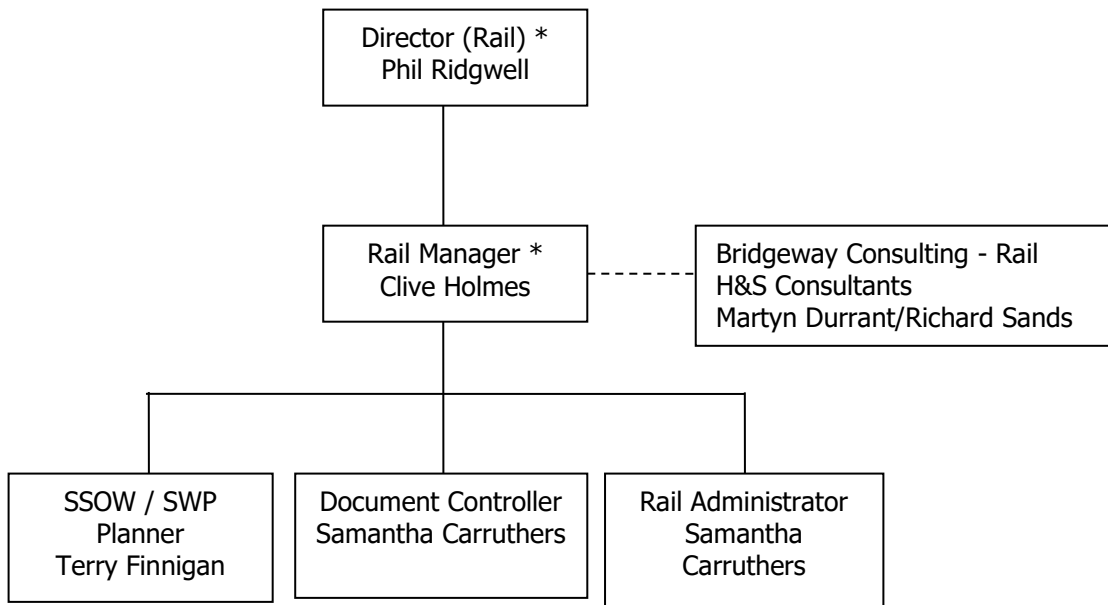 Director (Rail) *
Phil Ridgwell
Rail Manager *
Clive Holmes
Bridgeway Consulting - Rail
H&S Consultants
Martyn Durrant/Richard Sands
SSOW / SWP
Planner
Terry Finnigan
Document Controller
Samantha Carruthers
Rail Administrator
Samantha
Carruthers